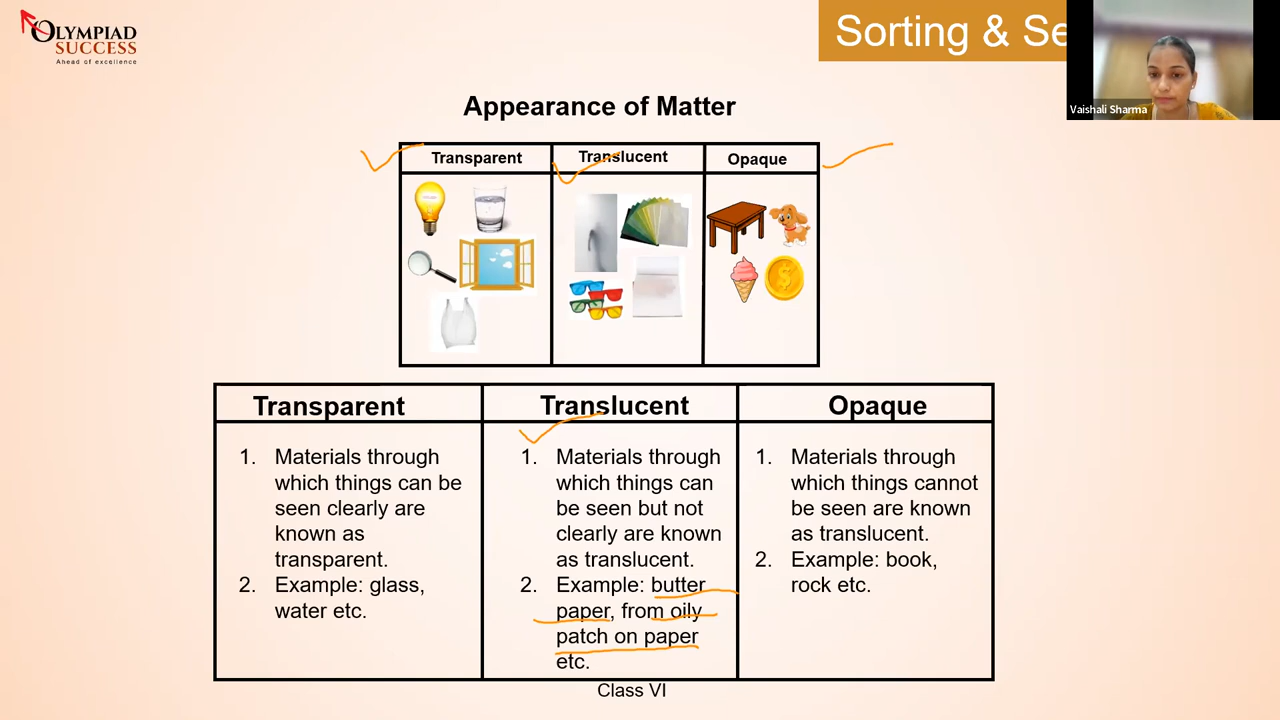 OLYMPIAD
SUCCESS
Ahead of excellence
Sorting & Se
Vaishali Sharma
Appearance of Matter
Transparent
Translucent
Opaque
Transparent
1. Materials through
which things can be
seen clearly are
known as
transparent.
2. Example: glass,
water etc.
Translucent
1. Materials through
which things can
be seen but not
clearly are known
as translucent.
2. Example: butter
paper, from oily
patch on paper
etc.
Opaque
1. Materials through
which things cannot
be seen are known
as translucent.
2. Example: book,
rock etc.
Class VI